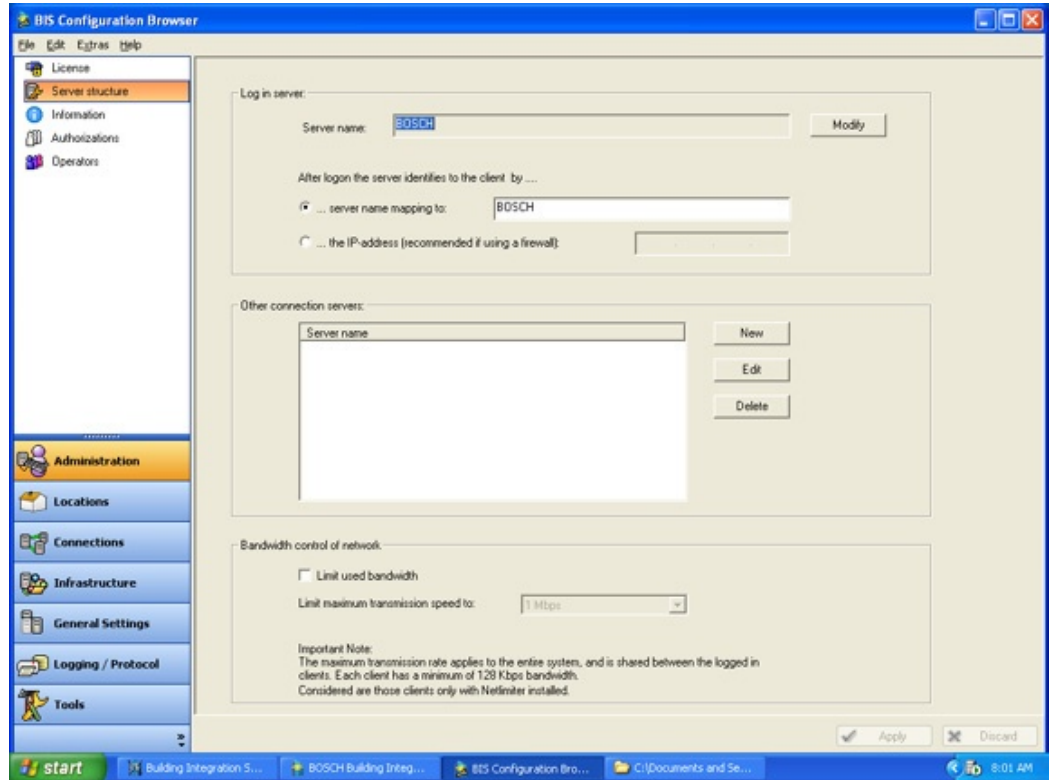 BIS Configuration Browser
File Edit Extras Help
License
Server structure
Information
Authorizations
Operators
Administration
Locations
Connections
Infrastructure
General Settings
Logging / Protocol
Tools
Log in server:
Server name: BOSCH Modify
After logon the server identifies to the client by ....
... server name mapping to: BOSCH
... the IP-address (recommended if using a firewall):
Other connection servers:
Server name
New
Edit
Delete
Bandwidth control of network
Limit used bandwidth
Limit maximum transmission speed to: 1 Mbps
Important Note:
The maximum transmission rate applies to the entire system, and is shared between the logged in
clients. Each client has a minimum of 128 Kbps bandwidth.
Considered are those clients only with Netlimiter installed.
Apply Discard
start Building Integration S... BOSCH Building Integ... BIS Configuration Bro... C:\Documents and Se... 8:01 AM